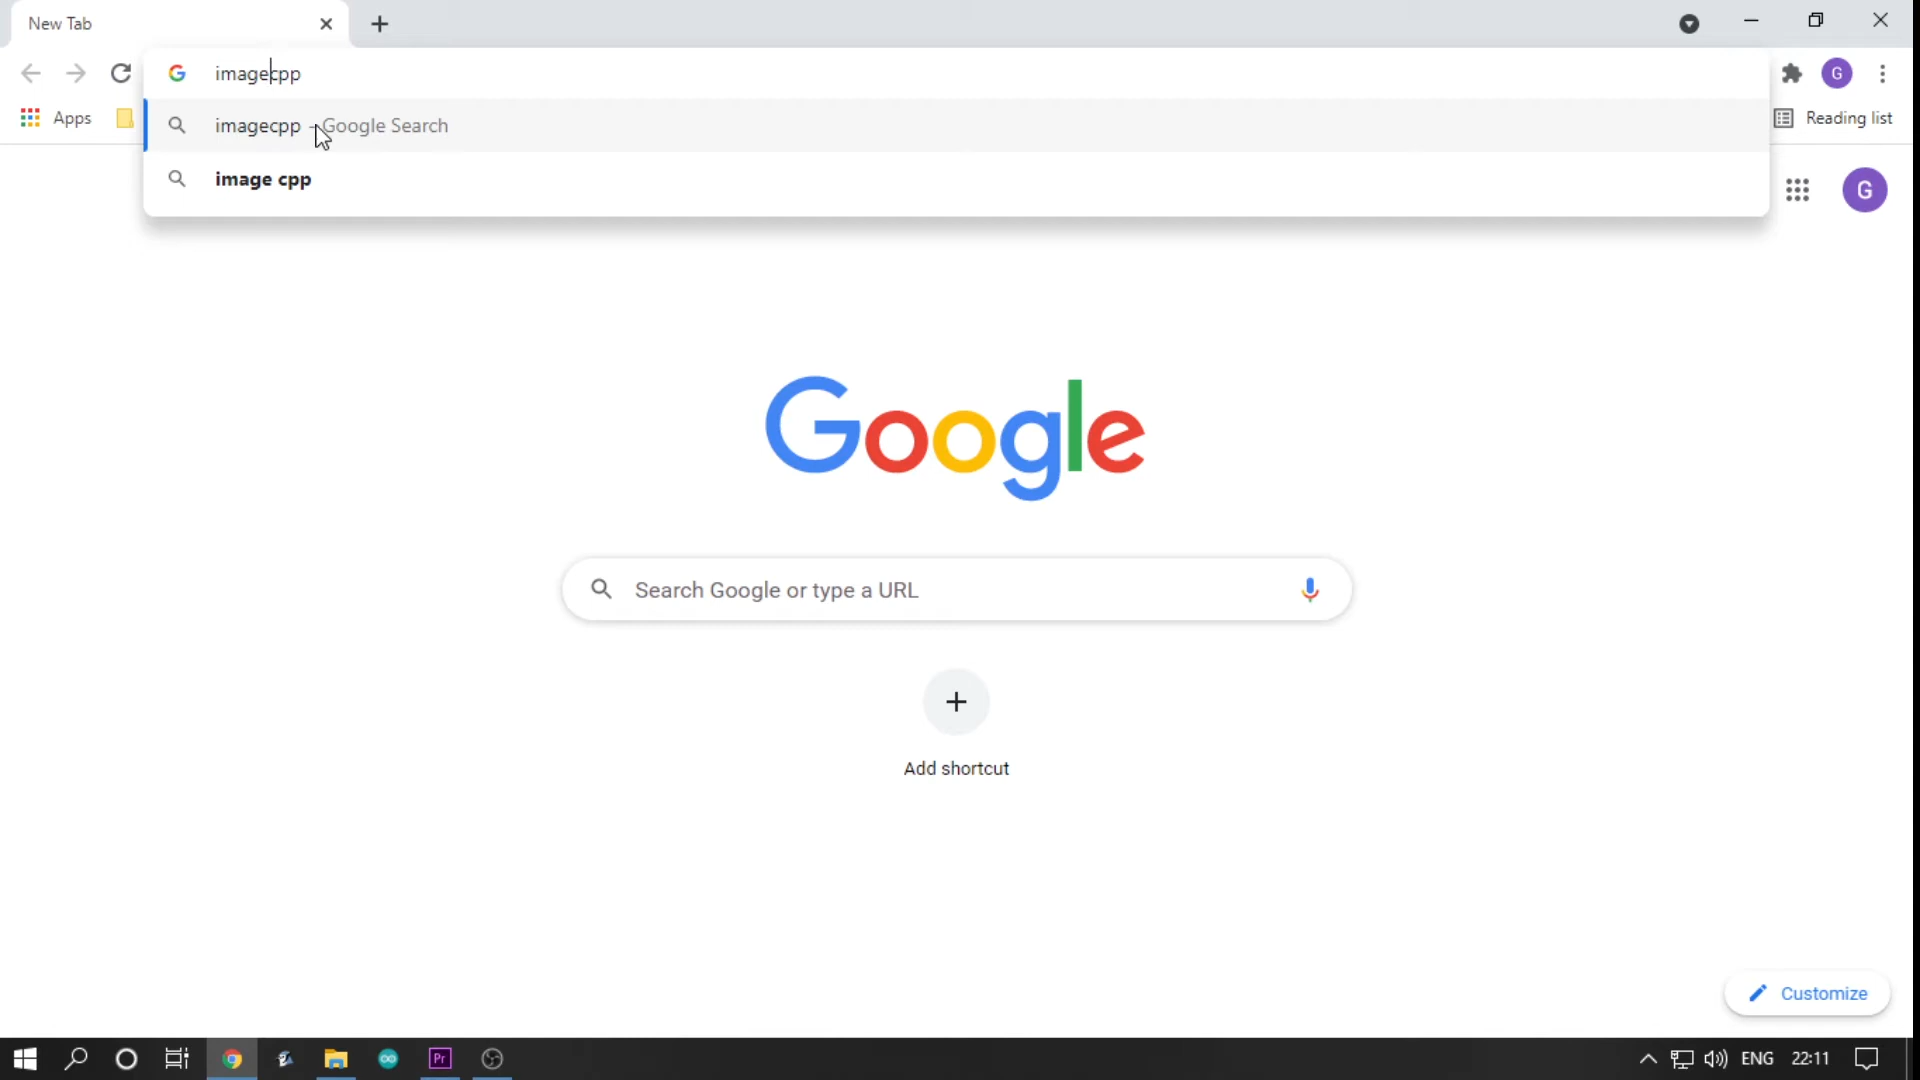 New Tab
imagecpp
G
Apps
imagecpp - Google Search
Reading list
image cpp
G
Google
Search Google or type a URL
Add shortcut
Customize
Pr
ENG
22:11